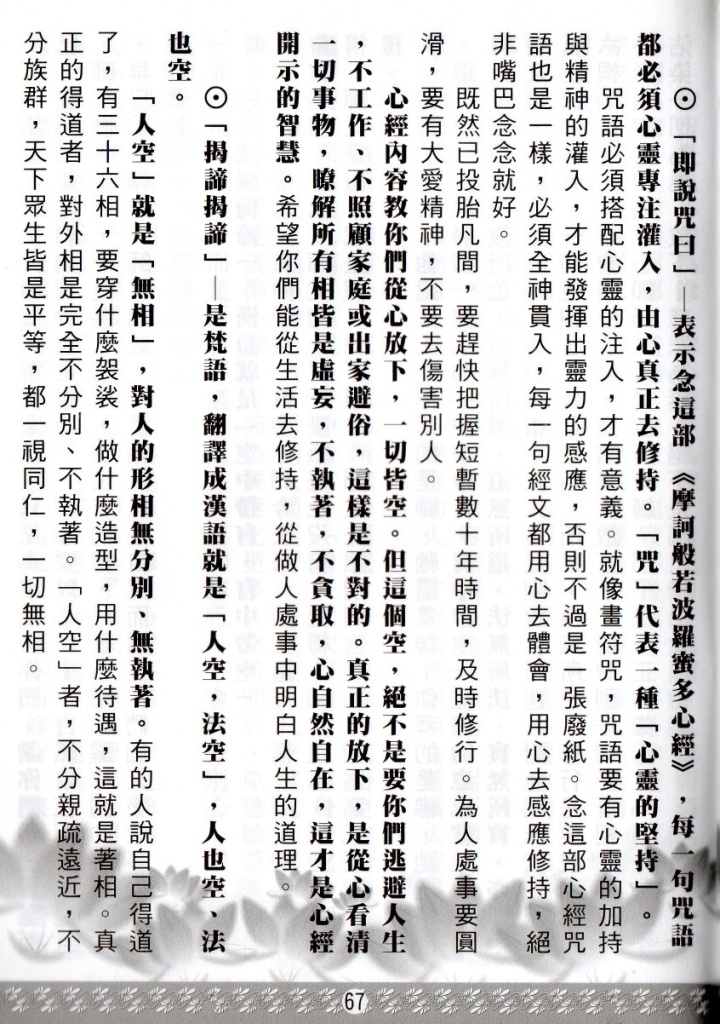 ⊙「即說咒曰」—表示念這部《摩訶般若波羅蜜多心經》，每一句咒語
都必須心靈專注灌入，由心真正去修持，「咒」代表一種「心靈的堅持」。
咒語必須搭配心靈的注入，才有意義。就像畫符咒，咒語要有心靈的加持
與精神的灌入，才能發揮出靈力的感應，否則不過是一張廢紙。念這部心經咒
語也是一樣，必須全神貫入，每一句經文都用心去體會，用心去感應修持，絕
非嘴巴念念就好。
既然已投胎凡間，要趕快把握短暫數十年時間，及時修行。為人處事要圓
滑，要有大愛精神，不要去傷害別人。
心經內容教你們從心放下，一切皆空。但這個空，絕不是要你們逃避人生
，不工作、不照顧家庭或出家避俗，這樣是不對的。真正的放下，是從心看清
一切事物，瞭解所有相皆是虛妄，不執著、不貪取，心自然自在，這才是心經
開示的智慧。希望你們能從生活去修持，從做人處事中明白人生的道理。
⊙「揭諦揭諦」—是梵語，翻譯成漢語就是「人空，法空」，人也空、法
也空。
「人空」就是「無相」，對人的形相無分別、無執著。有的人說自己得道
了，有三十六相，要穿什麼袈裟，做什麼造型，用什麼待遇，這就是著相。真
正的得道者，對外相是完全不分別、不執著，「人空」者，不分親疏遠近，不
分族群，天下眾生皆是平等，都一視同仁，一切無相。
67